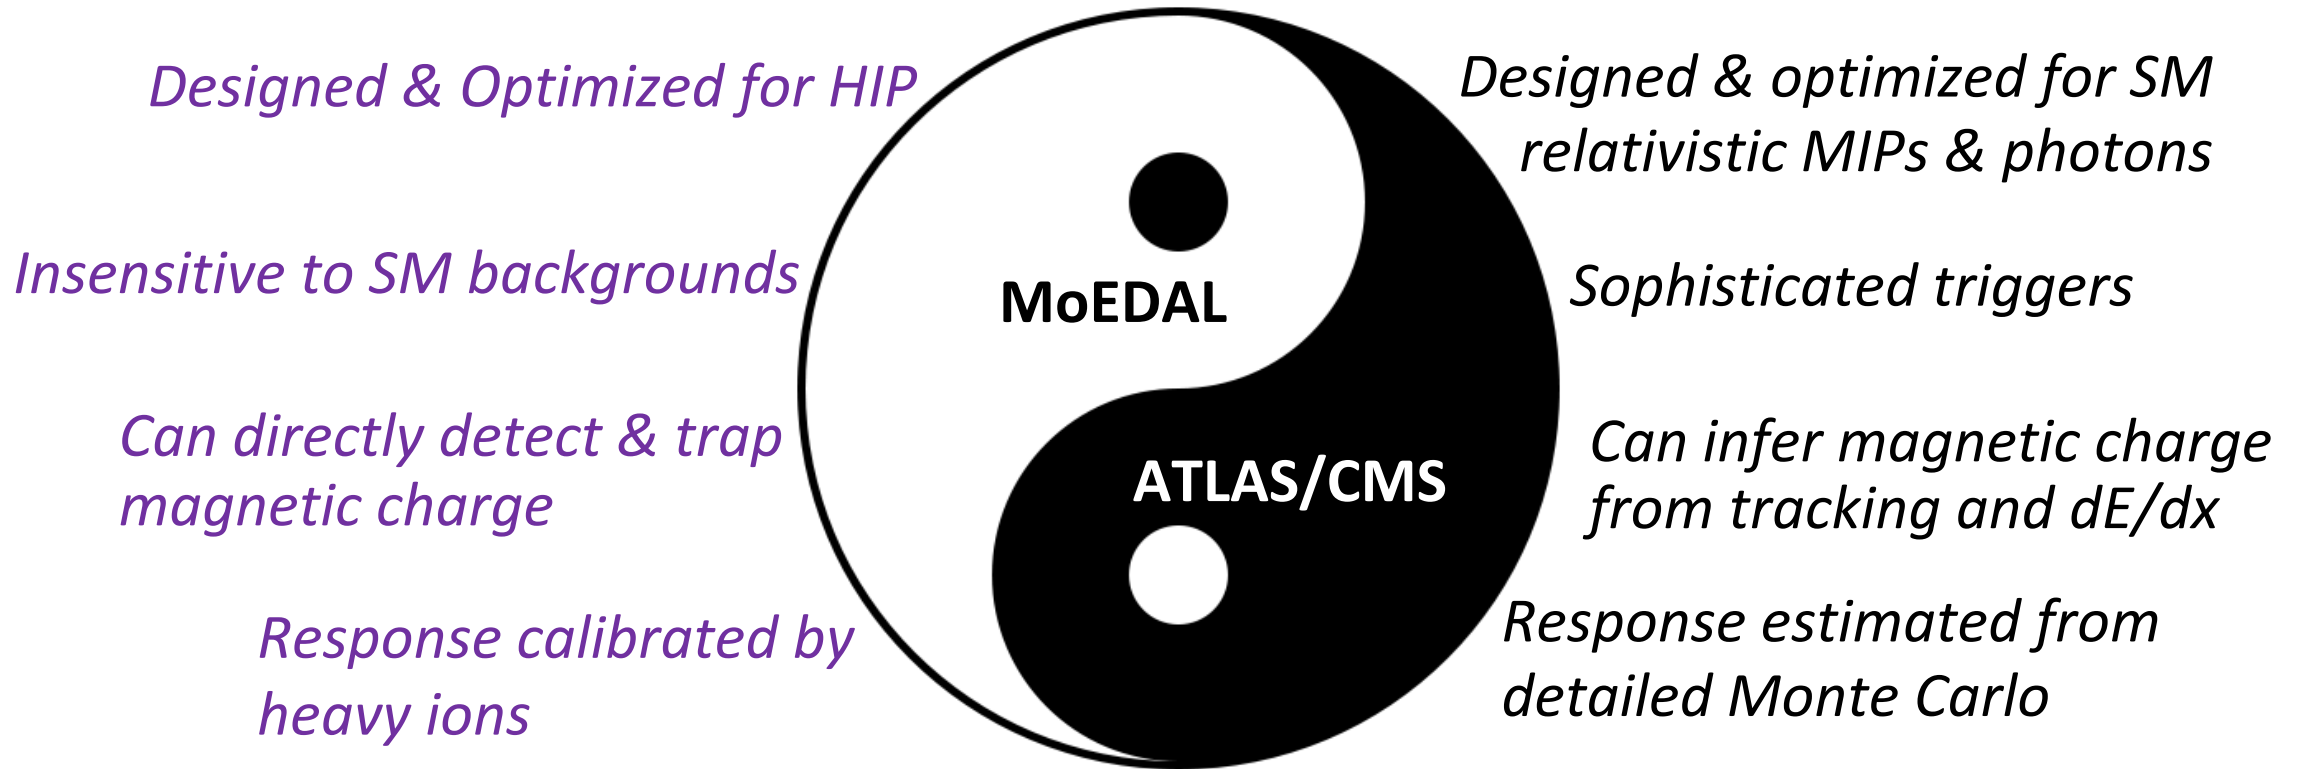 Designed & Optimized for HIP
Insensitive to SM backgrounds
Can directly detect & trap
magnetic charge
Response calibrated by
heavy ions
MoEDAL
ATLAS/CMS
Designed & optimized for SM
relativistic MIPs & photons
Sophisticated triggers
Can infer magnetic charge
from tracking and dE/dx
Response estimated from
detailed Monte Carlo